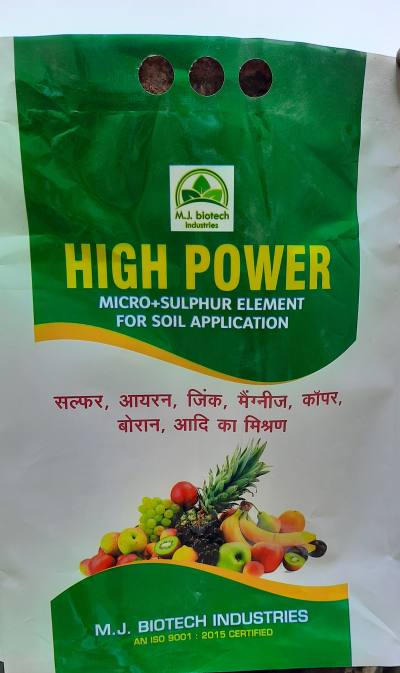 M.J. biotech
industries
HIGH POWER
MICRO+SULPHUR ELEMENT
FOR SOIL APPLICATION
सल्फर, आयरन, जिंक, मैंग्नीज, कॉपर,
बोरान, आदि का मिश्रण
M.J. BIOTECH INDUSTRIES
AN ISO 9001 : 2015 CERTIFIED